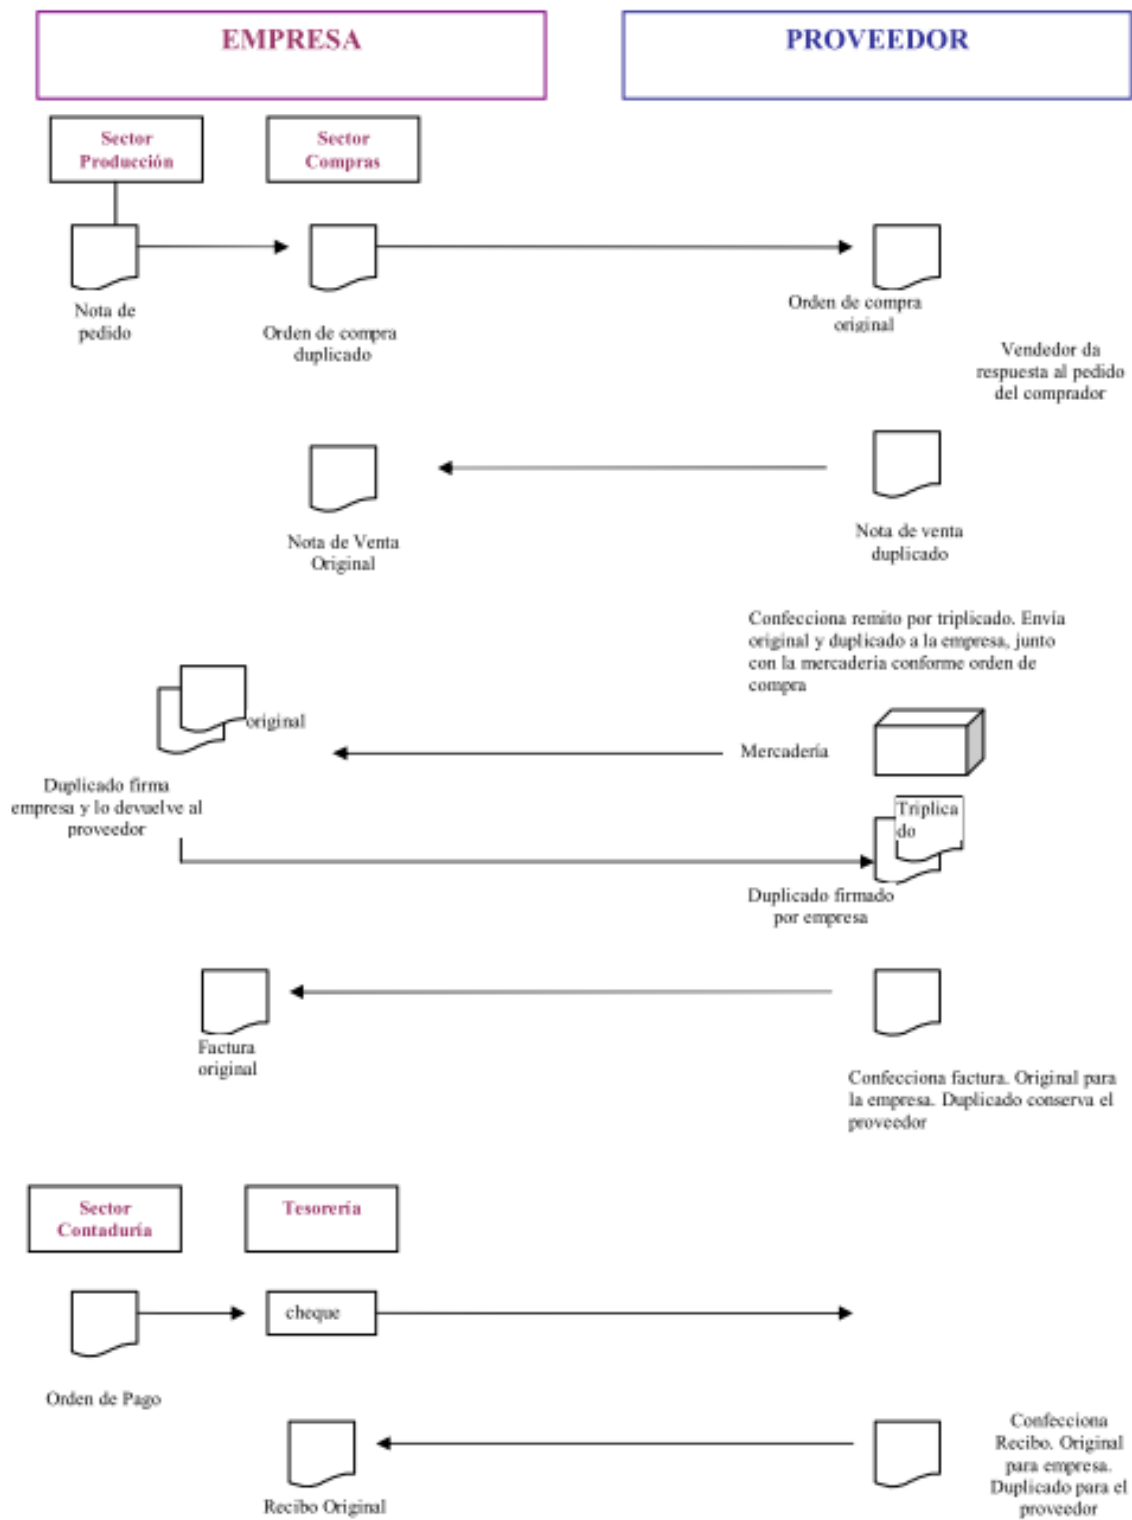 EMPRESA
PROVEEDOR
Sector
Producción
Sector
Compras
Nota de
pedido
Orden de compra
duplicado
Orden de compra
original
Vendedor da
respuesta al pedido
del comprador
Nota de Venta
Original
Nota de venta
duplicado
Confecciona remito por triplicado. Envía
original y duplicado a la empresa, junto
con la mercadería conforme orden de
compra
original
Mercadería
Duplicado firma
empresa y lo devuelve al
proveedor
Triplica
do
Duplicado firmado
por empresa
Factura
original
Confecciona factura. Original para
la empresa. Duplicado conserva el
proveedor
Sector
Contaduría
Tesorería
cheque
Orden de Pago
Recibo Original
Confecciona
Recibo. Original
para empresa.
Duplicado para el
proveedor